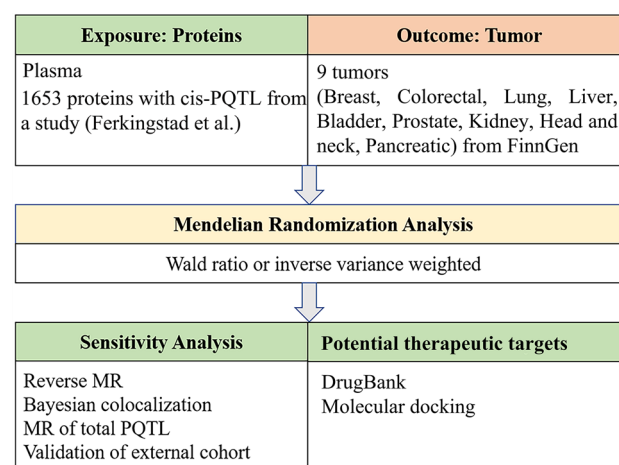 Exposure: Proteins
Plasma
1653 proteins with cis-PQTL from
a study (Ferkingstad et al.)
Outcome: Tumor
9 tumors
(Breast, Colorectal, Lung, Liver,
Bladder, Prostate, Kidney, Head and
neck, Pancreatic) from FinnGen
Mendelian Randomization Analysis
Wald ratio or inverse variance weighted
Sensitivity Analysis
Reverse MR
Bayesian colocalization
MR of total PQTL
Validation of external cohort
Potential therapeutic targets
DrugBank
Molecular docking